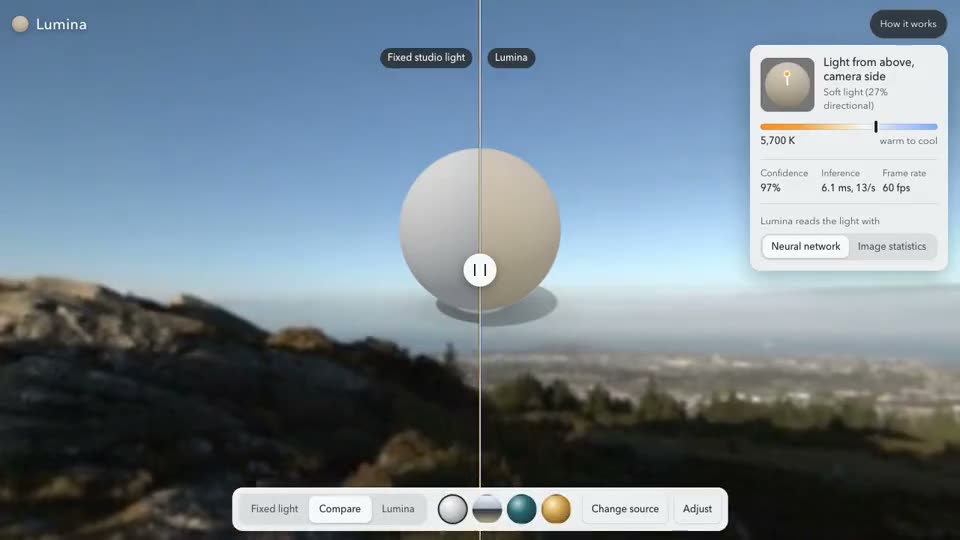 Lumina
How it works
Fixed studio light
Lumina
Light from above,
camera side
Soft light (27%
directional)
5,700 K
warm to cool
Confidence
Inference
Frame rate
97%
6.1 ms, 13/s
60 fps
Lumina reads the light with
Neural network
Image statistics
Fixed light
Compare
Lumina
Change source
Adjust